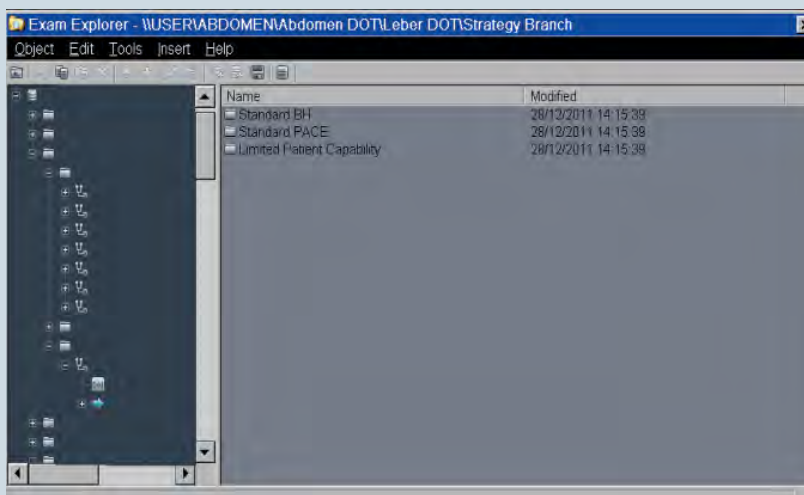 Exam Explorer - \\USER\ABDOMEN\Abdomen DOT\Leber DOT\Strategy Branch
Object Edit Tools Insert Help
Name Modified
Standard BH 28/12/2011 14:15:39
Standard PACE 28/12/2011 14:15:39
Limited Patient Capability 28/12/2011 14:15:39